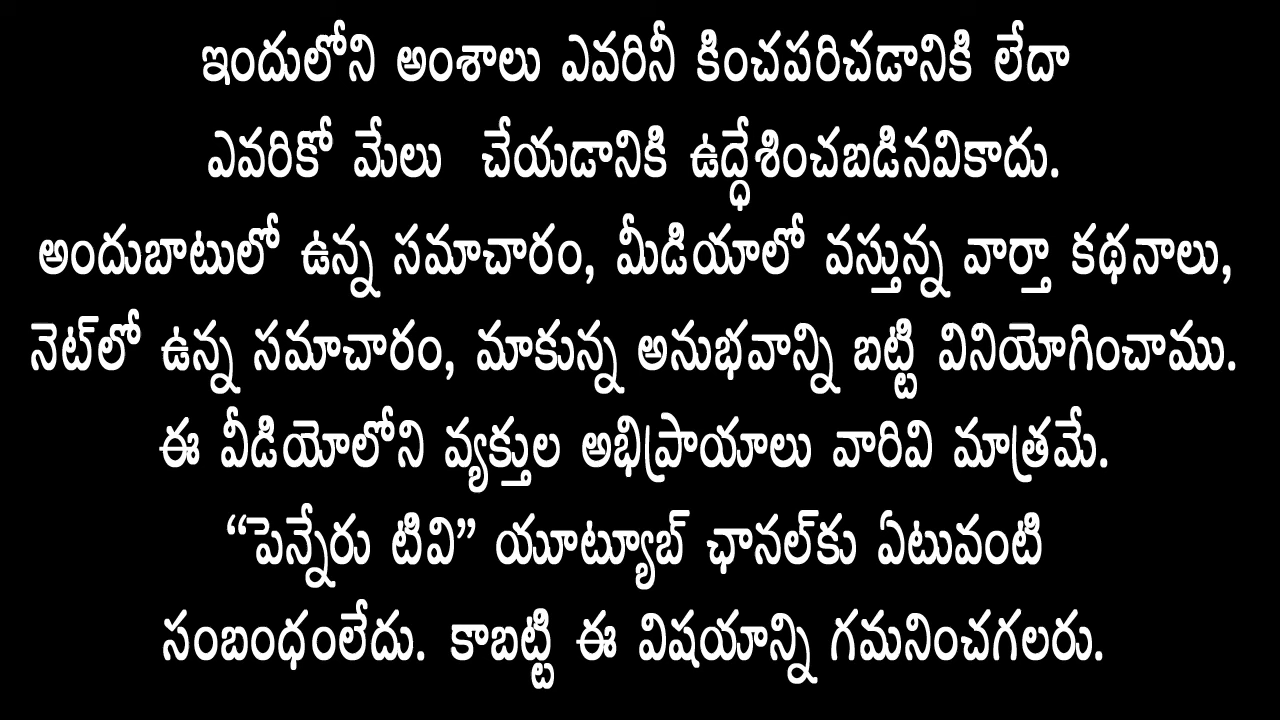 ఇందులోని అంశాలు ఎవరినీ కించపరిచడానికి లేదా
ఎవరికో మేలు చేయడానికి ఉద్ధేశించబడినవికాదు.
అందుబాటులో ఉన్న సమాచారం, మీడియాలో వస్తున్న వార్తా కథనాలు,
నెట్‌లో ఉన్న సమాచారం, మాకున్న అనుభవాన్ని బట్టి వినియోగించాము.
ఈ వీడియోలోని వ్యక్తుల అభిప్రాయాలు వారివి మాత్రమే.
“పెన్నేరు టివి” యూట్యూబ్ ఛానల్‌కు ఏటువంటి
సంబంధంలేదు. కాబట్టి ఈ విషయాన్ని గమనించగలరు.